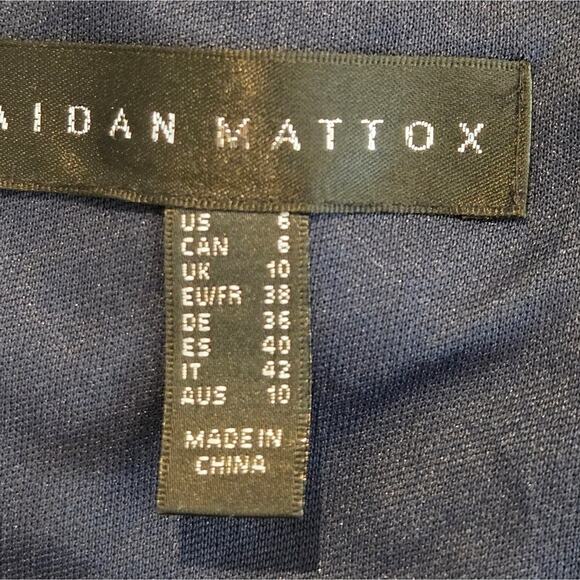 AIDAN MATTOX
US 6
CAN 6
UK 10
EU/FR 38
DE 36
ES 40
IT 42
AUS 10
MADE IN
CHINA